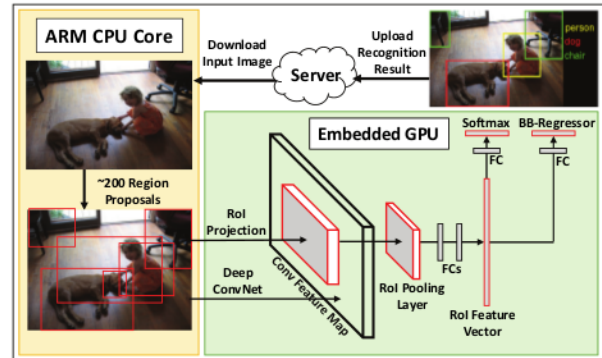 ARM CPU Core
Download
Input Image
Server
Upload
Recognition
Result
person
dog
chair
~200 Region
Proposals
Embedded GPU
Softmax
BB-Regressor
FC
FC
RoI
Projection
Deep
ConvNet
Conv Feature Map
RoI Pooling
Layer
FCs
RoI Feature
Vector